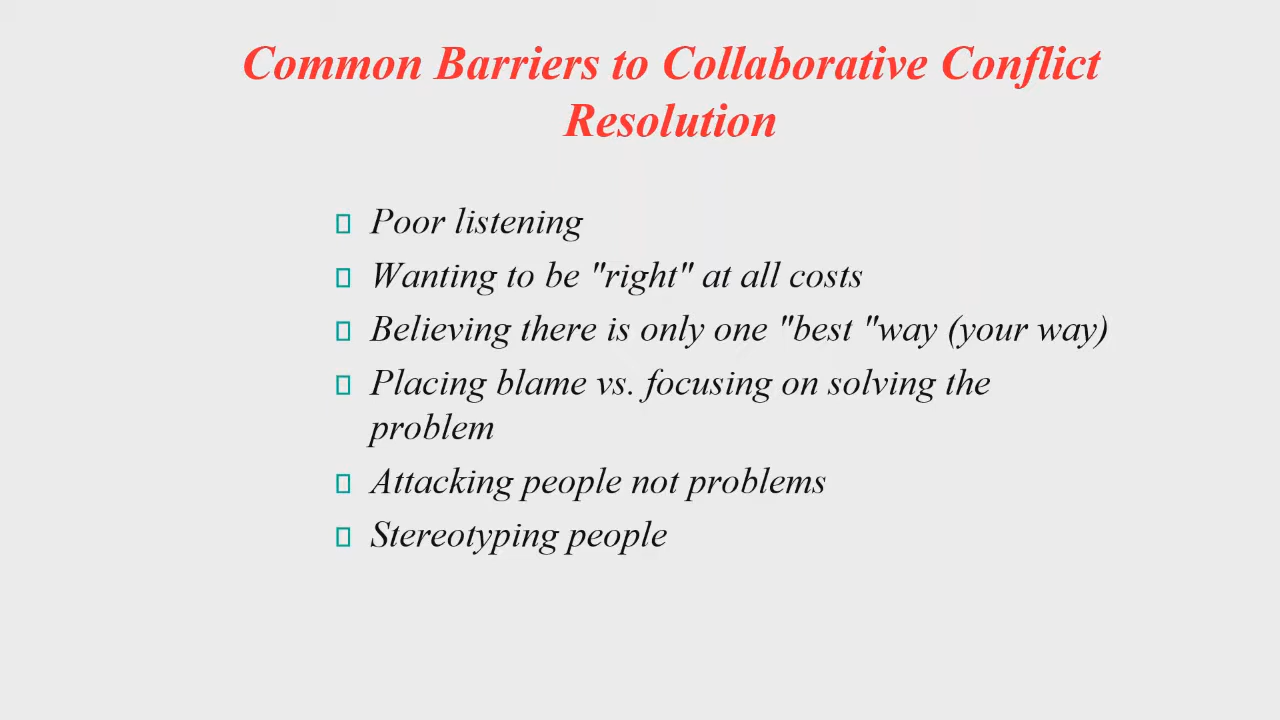 Common Barriers to Collaborative Conflict
Resolution
Poor listening
Wanting to be "right" at all costs
Believing there is only one "best "way (your way)
Placing blame vs. focusing on solving the
problem
Attacking people not problems
Stereotyping people